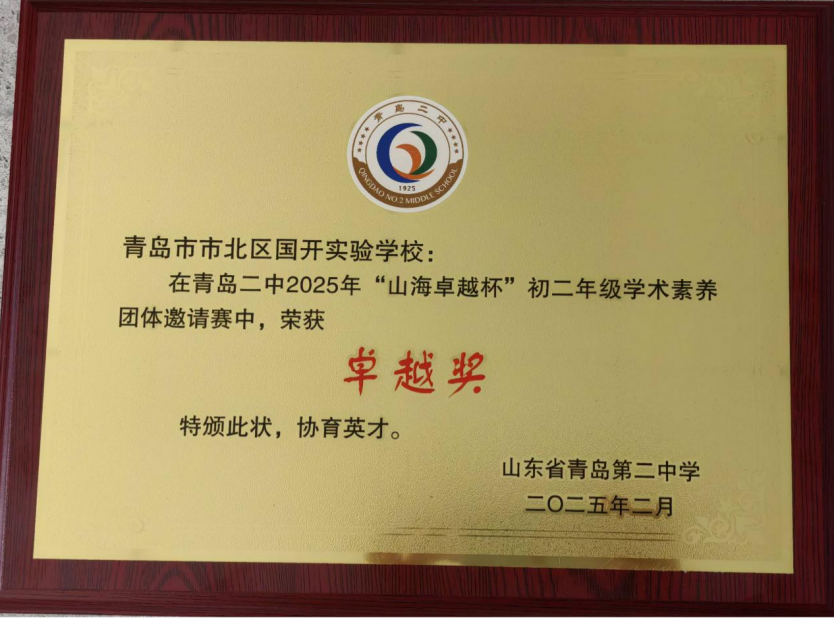 青岛二中
1925
QINGDAO NO.2 MIDDLE SCHOOL
青岛市市北区国开实验学校：
在青岛二中2025年“山海卓越杯”初二年级学术素养
团体邀请赛中，荣获
卓越奖
特颁此状，协育英才。
山东省青岛第二中学
二〇二五年二月